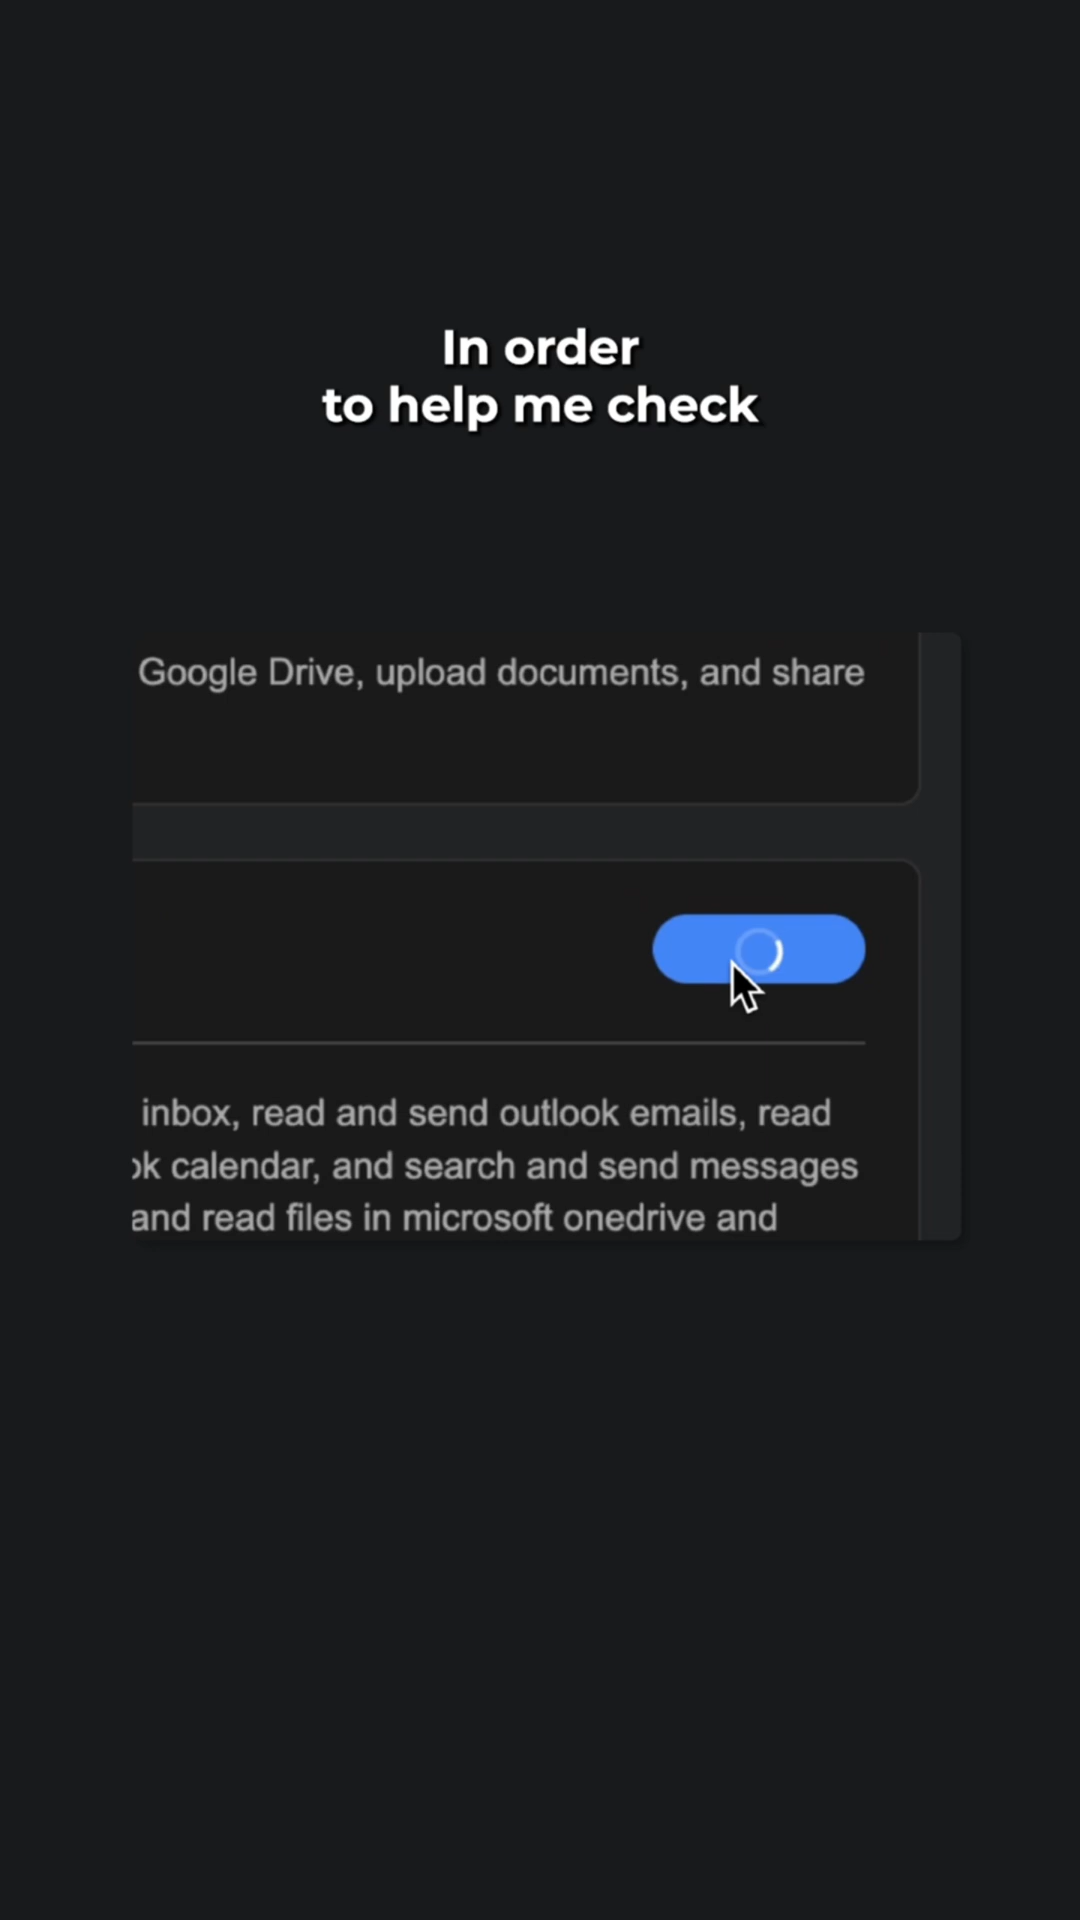 In order
to help me check
Google Drive, upload documents, and share
inbox, read and send outlook emails, read
calendar, and search and send messages
and read files in microsoft onedrive and